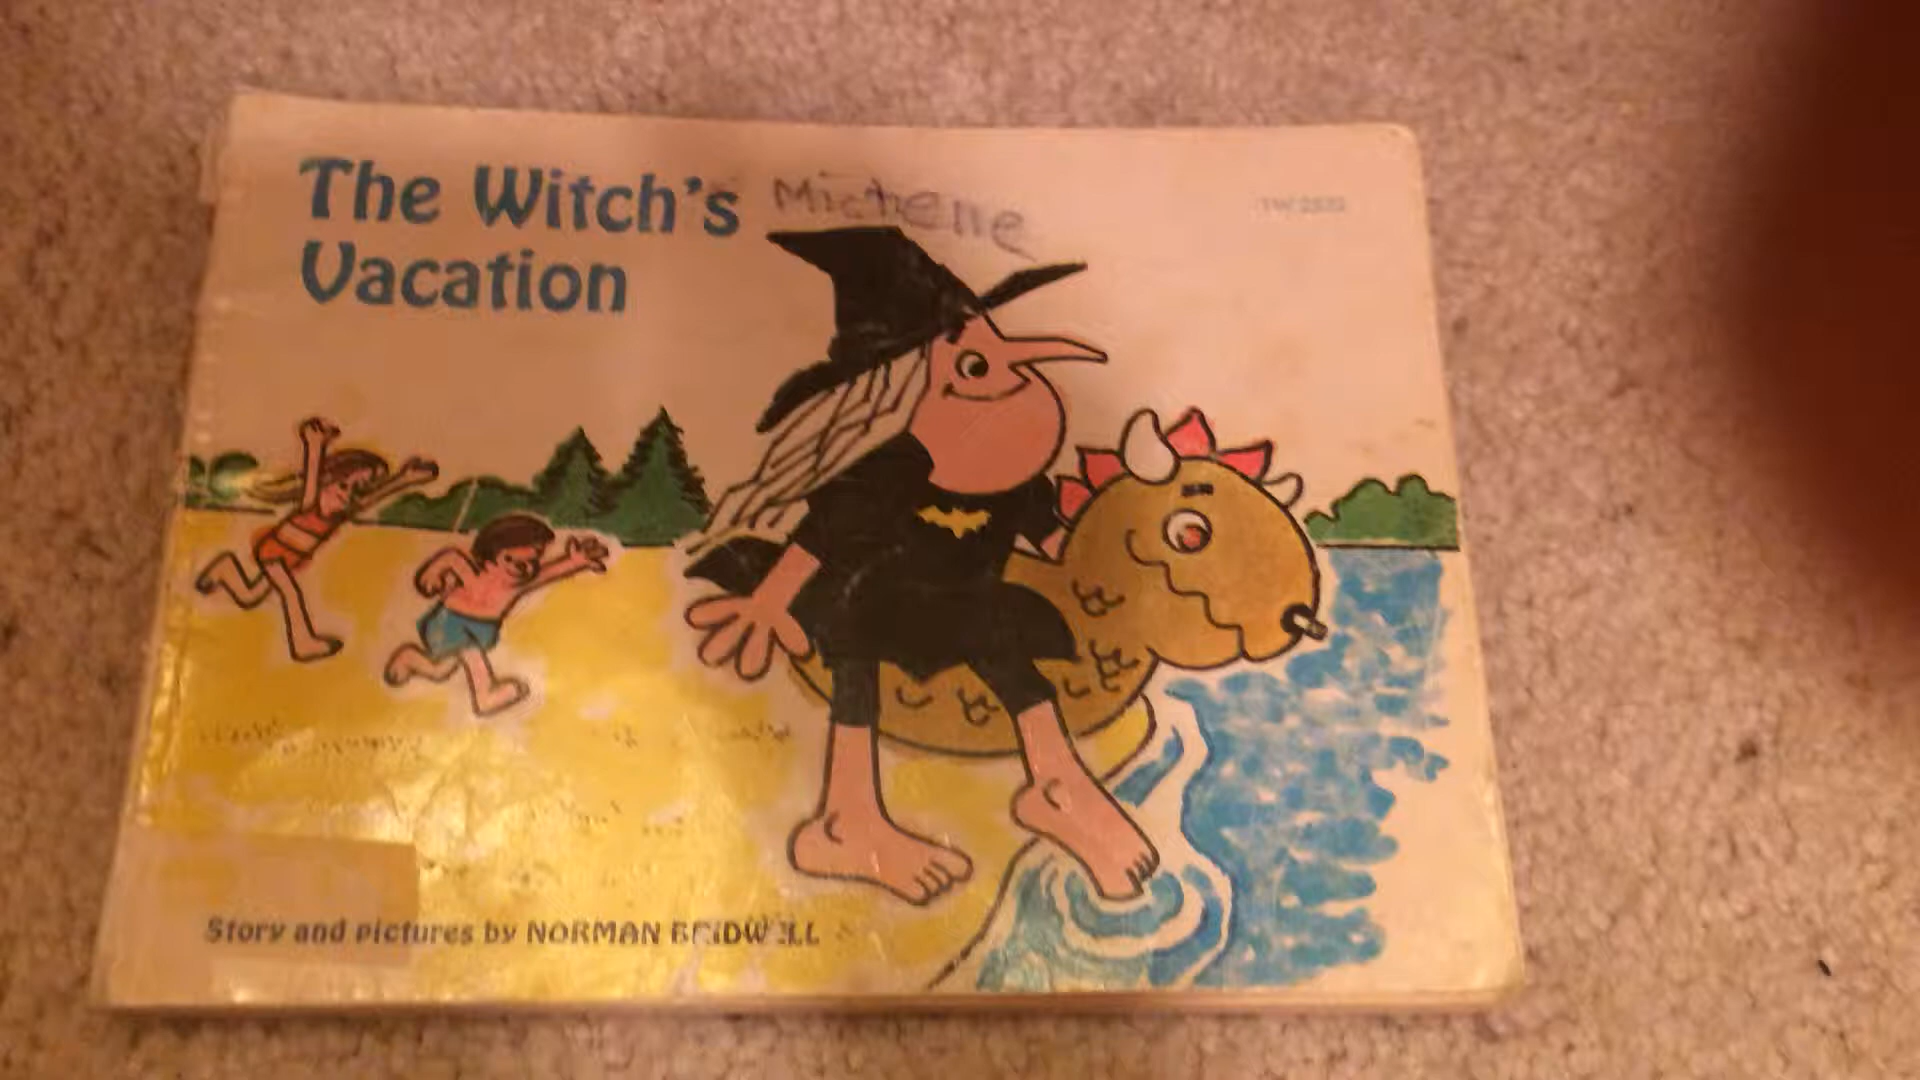 The Witch's
Vacation
Michelle
Story and pictures by NORMAN BRIDWELL